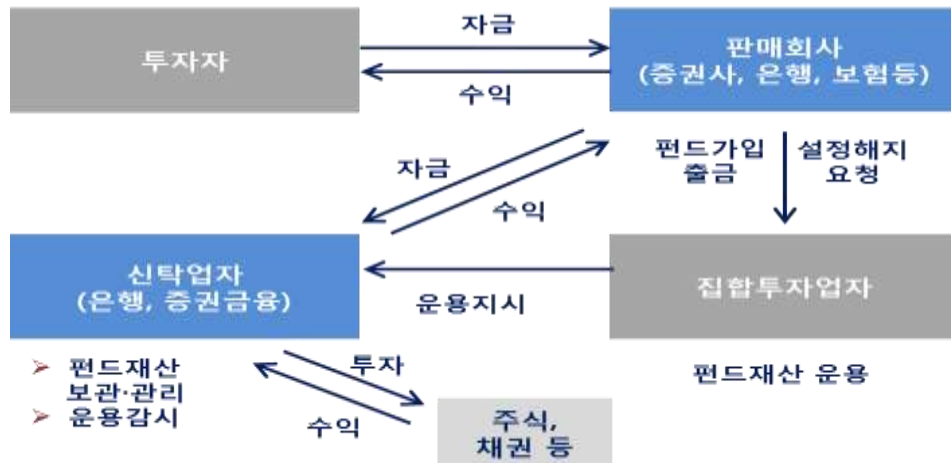 자금
투자자
판매회사
(증권사, 은행, 보험등)
수익
자금
수익
펀드가입
출금
설정해지
요청
신탁업자
(은행, 증권금융)
운용지시
집합투자업자
➢ 펀드재산
보관·관리
➢ 운용감시
투자
수익
주식,
채권 등
펀드재산 운용